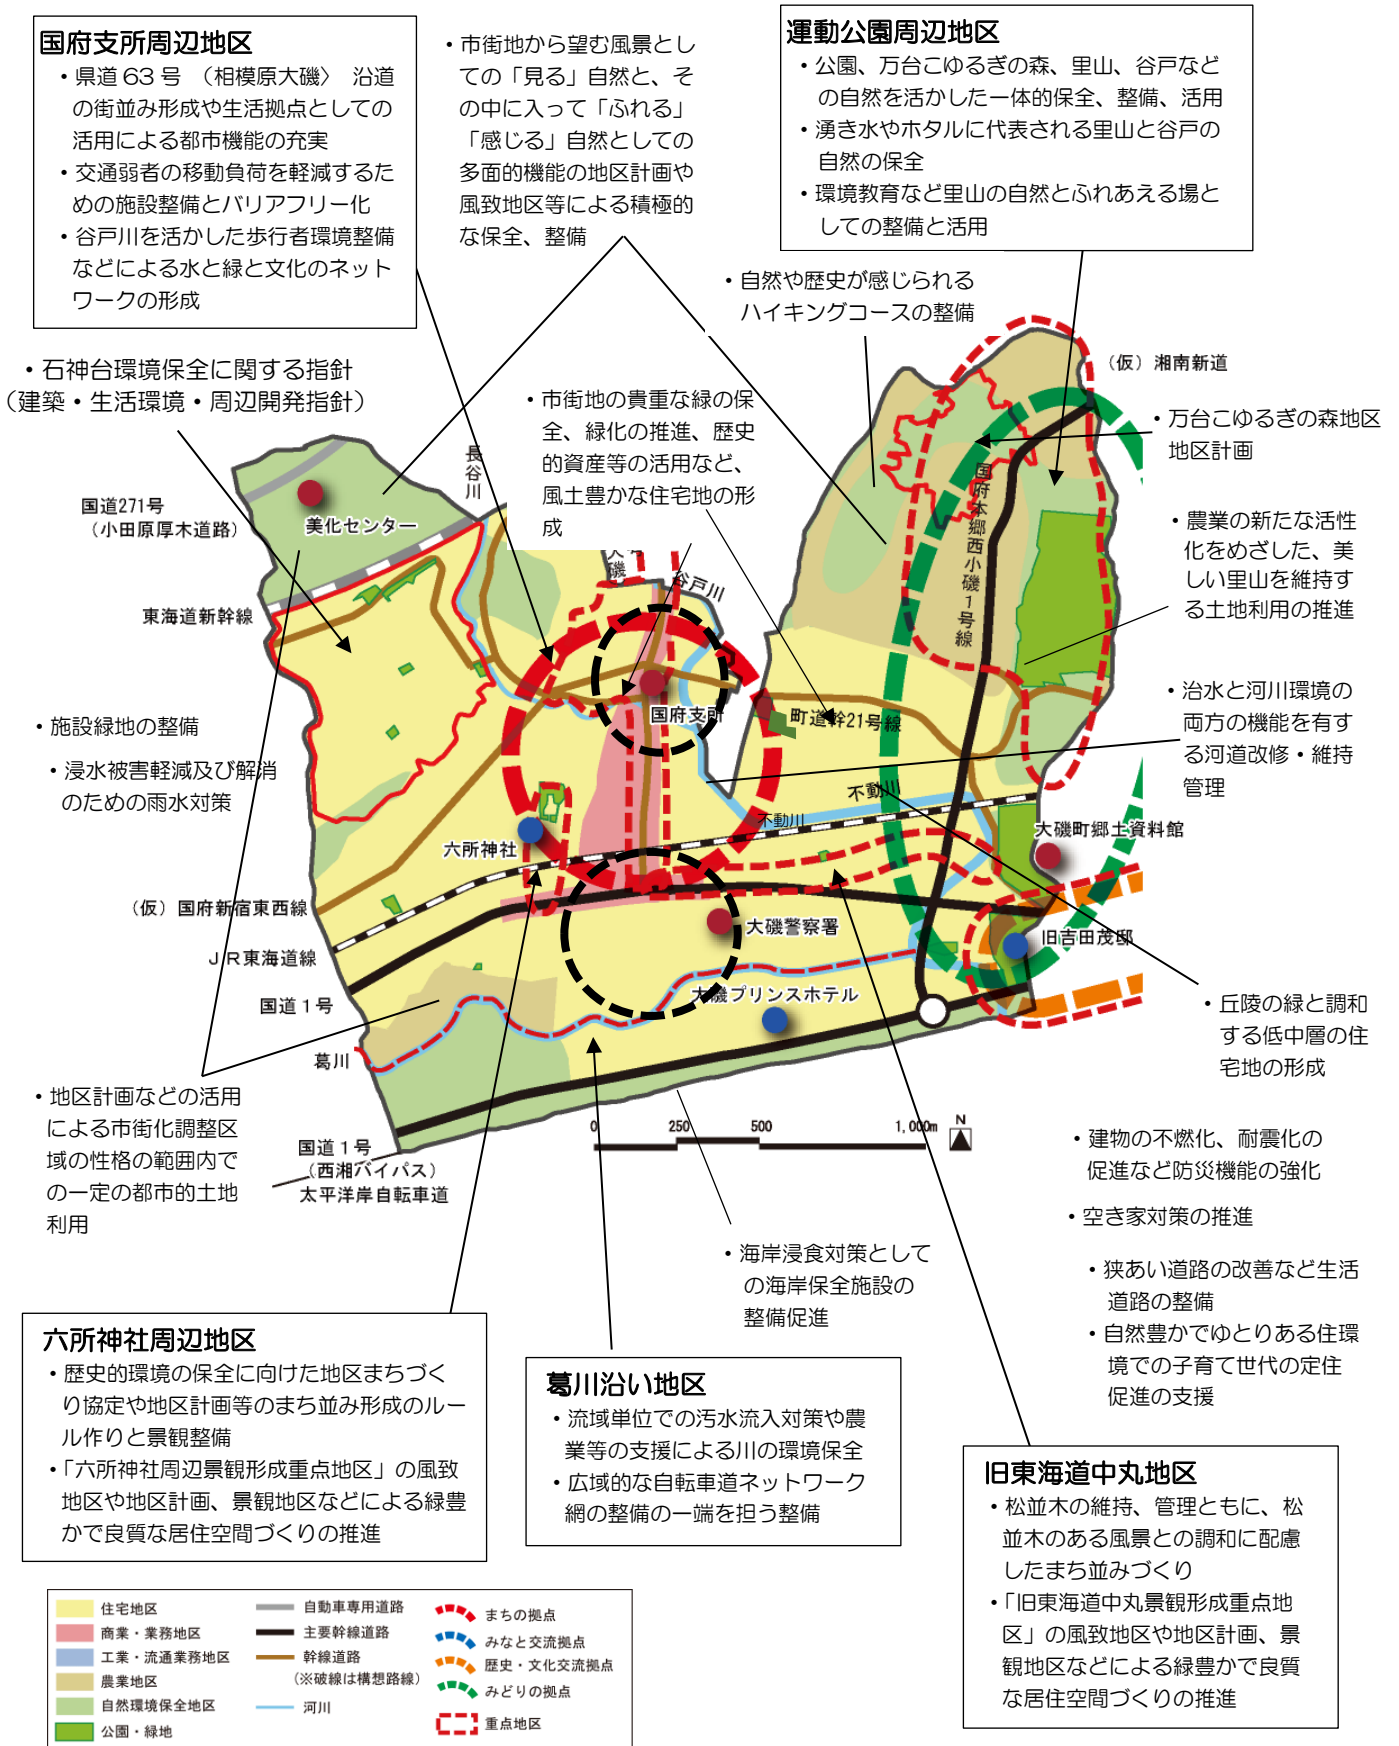 国府支所周辺地区
・県道 63 号 （相模原大磯） 沿道
の街並み形成や生活拠点としての
活用による都市機能の充実
・交通弱者の移動負荷を軽減するた
めの施設整備とバリアフリー化
・谷戸川を活かした歩行者環境整備
などによる水と緑と文化のネット
ワークの形成
・市街地から望む風景とし
ての「見る」自然と、そ
の中に入って「ふれる」
「感じる」自然としての
多面的機能の地区計画や
風致地区等による積極的
な保全、整備
運動公園周辺地区
・公園、万台こゆるぎの森、里山、谷戸など
の自然を活かした一体的保全、整備、活用
・湧き水やホタルに代表される里山と谷戸の
自然の保全
・環境教育など里山の自然とふれあえる場と
しての整備と活用
・自然や歴史が感じられる
ハイキングコースの整備
・石神台環境保全に関する指針
（建築・生活環境・周辺開発指針）
・市街地の貴重な緑の保
全、緑化の推進、歴史
的資産等の活用など、
風土豊かな住宅地の形
成
（仮）湘南新道
・万台こゆるぎの森地区
地区計画
長谷川
国道271号
（小田原厚木道路）
美化センター
国府本郷西小磯１号線
・農業の新たな活性
化をめざした、美
しい里山を維持す
る土地利用の推進
大磯
谷戸川
東海道新幹線
国府支所
町道幹21号線
・治水と河川環境の
両方の機能を有す
る河道改修・維持
管理
・施設緑地の整備
・浸水被害軽減及び解消
のための雨水対策
不動川
不動川
六所神社
大磯町郷土資料館
（仮）国府新宿東西線
大磯警察署
旧吉田茂邸
ＪＲ東海道線
国道１号
大磯プリンスホテル
・丘陵の緑と調和
する低中層の住
宅地の形成
葛川
・地区計画などの活用
による市街化調整区
域の性格の範囲内で
の一定の都市的土地
利用
国道１号
（西湘バイパス）
太平洋岸自転車道
0 250 500 1,000m
N
・建物の不燃化、耐震化の
促進など防災機能の強化
・空き家対策の推進
・海岸浸食対策として
の海岸保全施設の
整備促進
・狭あい道路の改善など生活
道路の整備
・自然豊かでゆとりある住環
境での子育て世代の定住
促進の支援
六所神社周辺地区
・歴史的環境の保全に向けた地区まちづく
り協定や地区計画等のまち並み形成のルー
ル作りと景観整備
・「六所神社周辺景観形成重点地区」の風致
地区や地区計画、景観地区などによる緑豊
かで良質な居住空間づくりの推進
葛川沿い地区
・流域単位での汚水流入対策や農
業等の支援による川の環境保全
・広域的な自転車道ネットワーク
網の整備の一端を担う整備
旧東海道中丸地区
・松並木の維持、管理ともに、松
並木のある風景との調和に配慮
したまち並みづくり
・「旧東海道中丸景観形成重点地
区」の風致地区や地区計画、景
観地区などによる緑豊かで良質
な居住空間づくりの推進
住宅地区
商業・業務地区
工業・流通業務地区
農業地区
自然環境保全地区
公園・緑地
自動車専用道路
主要幹線道路
幹線道路
（※破線は構想路線）
河川
まちの拠点
みなと交流拠点
歴史・文化交流拠点
みどりの拠点
重点地区